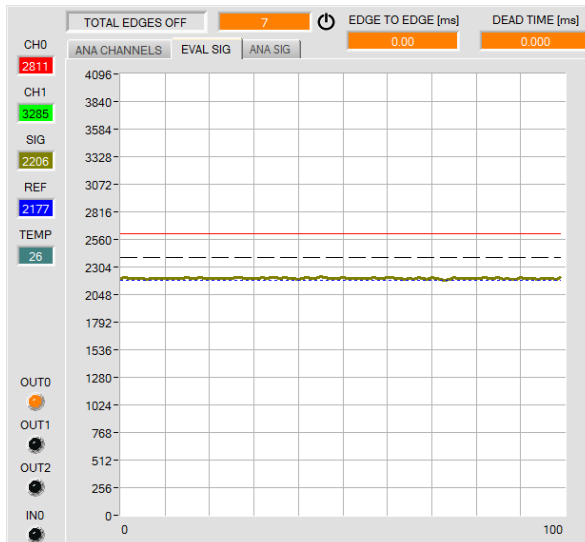 TOTAL EDGES OFF 7 EDGE TO EDGE [ms] DEAD TIME [ms]
0.00 0.000
CH0 ANA CHANNELS EVAL SIG ANA SIG
2811
CH1
3285
SIG
2206
REF
2177
TEMP
26
OUT0
OUT1
OUT2
IN0
4096
3840
3584
3328
3072
2816
2560
2304
2048
1792
1536
1280
1024
768
512
256
0
0 100